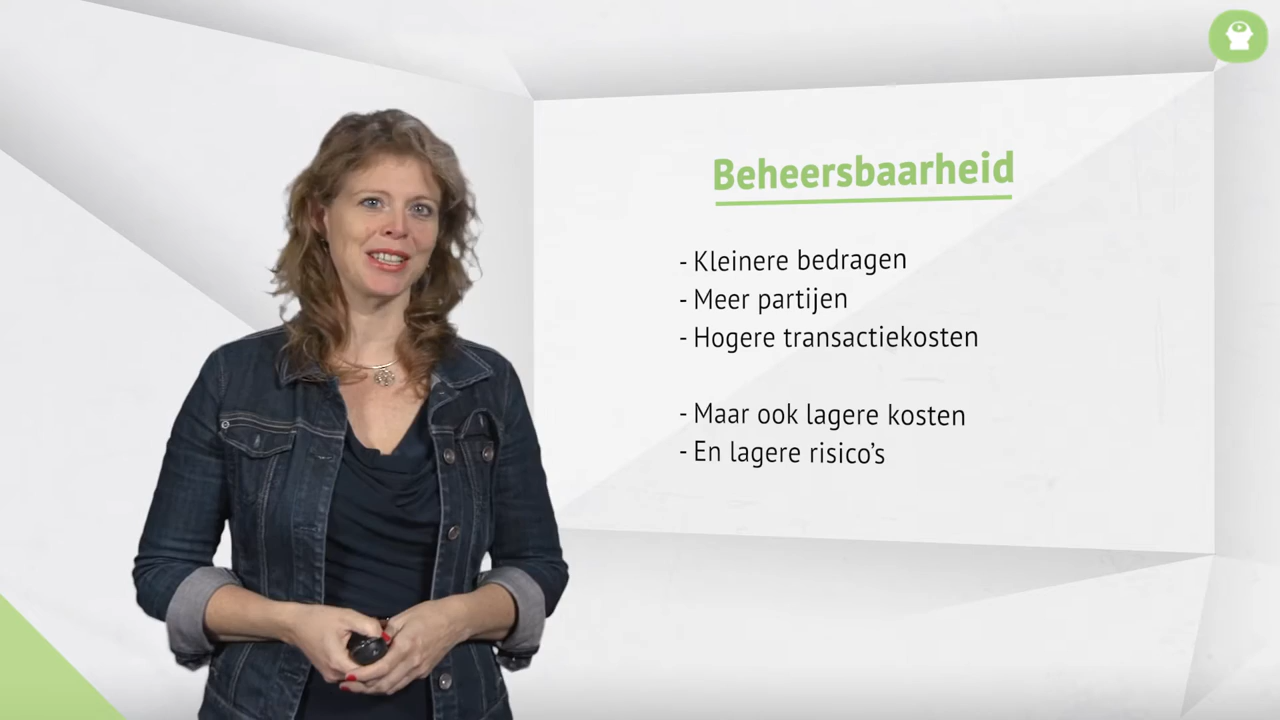 Beheersbaarheid
- Kleinere bedragen
- Meer partijen
- Hogere transactiekosten
- Maar ook lagere kosten
- En lagere risico's